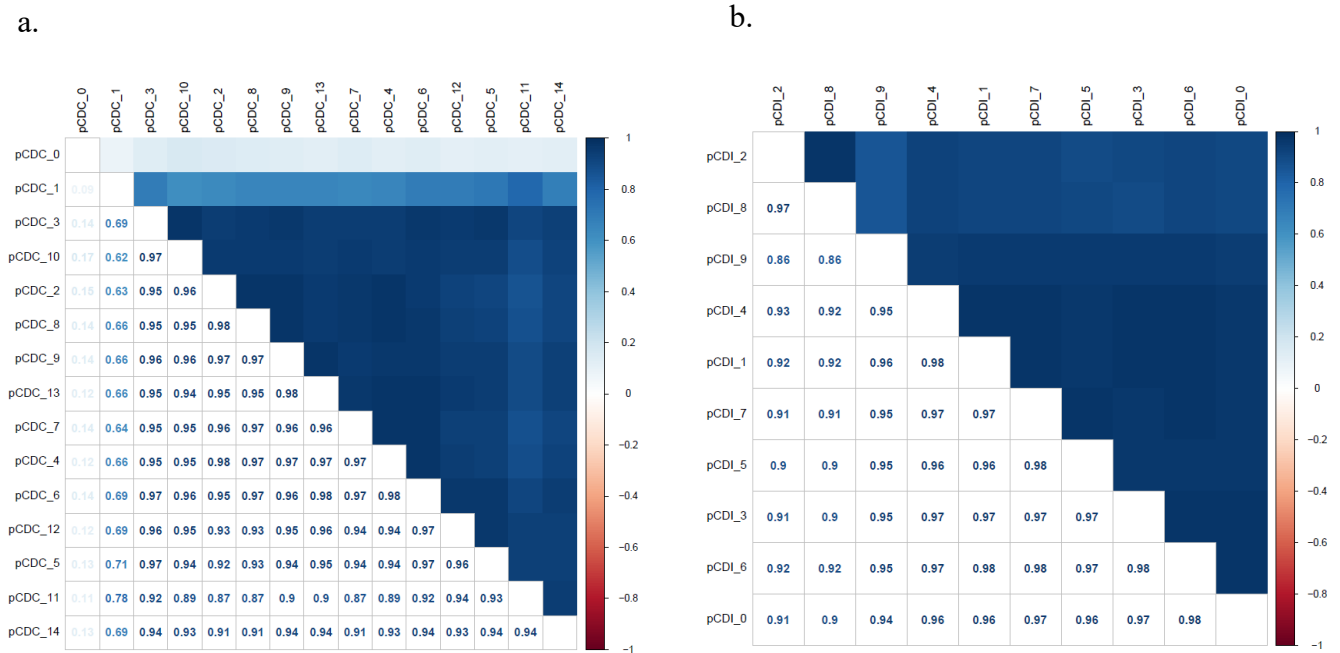 a.
pCDC_0 pCDC_1 pCDC_3 pCDC_10 pCDC_2 pCDC_8 pCDC_9 pCDC_13 pCDC_7 pCDC_4 pCDC_6 pCDC_12 pCDC_5 pCDC_11 pCDC_14
pCDC_0
pCDC_1 0.09
pCDC_3 0.14 0.69
pCDC_10 0.17 0.62 0.97
pCDC_2 0.15 0.63 0.95 0.96
pCDC_8 0.14 0.66 0.95 0.95 0.98
pCDC_9 0.14 0.66 0.96 0.96 0.97 0.97
pCDC_13 0.12 0.66 0.95 0.94 0.95 0.95 0.98
pCDC_7 0.14 0.64 0.95 0.95 0.96 0.97 0.96 0.96
pCDC_4 0.12 0.66 0.95 0.95 0.98 0.97 0.97 0.97 0.97
pCDC_6 0.14 0.69 0.97 0.96 0.95 0.97 0.96 0.98 0.97 0.98
pCDC_12 0.12 0.69 0.96 0.95 0.93 0.93 0.95 0.96 0.94 0.94 0.97
pCDC_5 0.13 0.71 0.97 0.94 0.92 0.93 0.94 0.95 0.94 0.94 0.97 0.96
pCDC_11 0.11 0.78 0.92 0.89 0.87 0.87 0.9 0.9 0.87 0.89 0.92 0.94 0.93
pCDC_14 0.13 0.69 0.94 0.93 0.91 0.91 0.94 0.94 0.91 0.93 0.94 0.93 0.94 0.94
1
0.8
0.6
0.4
0.2
0
−0.2
−0.4
−0.6
−0.8
−1
b.
pCDI_2 pCDI_8 pCDI_9 pCDI_4 pCDI_1 pCDI_7 pCDI_5 pCDI_3 pCDI_6 pCDI_0
pCDI_2
pCDI_8 0.97
pCDI_9 0.86 0.86
pCDI_4 0.93 0.92 0.95
pCDI_1 0.92 0.92 0.96 0.98
pCDI_7 0.91 0.91 0.95 0.97 0.97
pCDI_5 0.9 0.9 0.95 0.96 0.96 0.98
pCDI_3 0.91 0.9 0.95 0.97 0.97 0.97 0.97
pCDI_6 0.92 0.92 0.95 0.97 0.98 0.98 0.97 0.98
pCDI_0 0.91 0.9 0.94 0.96 0.96 0.97 0.96 0.97 0.98
1
0.8
0.6
0.4
0.2
0
−0.2
−0.4
−0.6
−0.8
−1